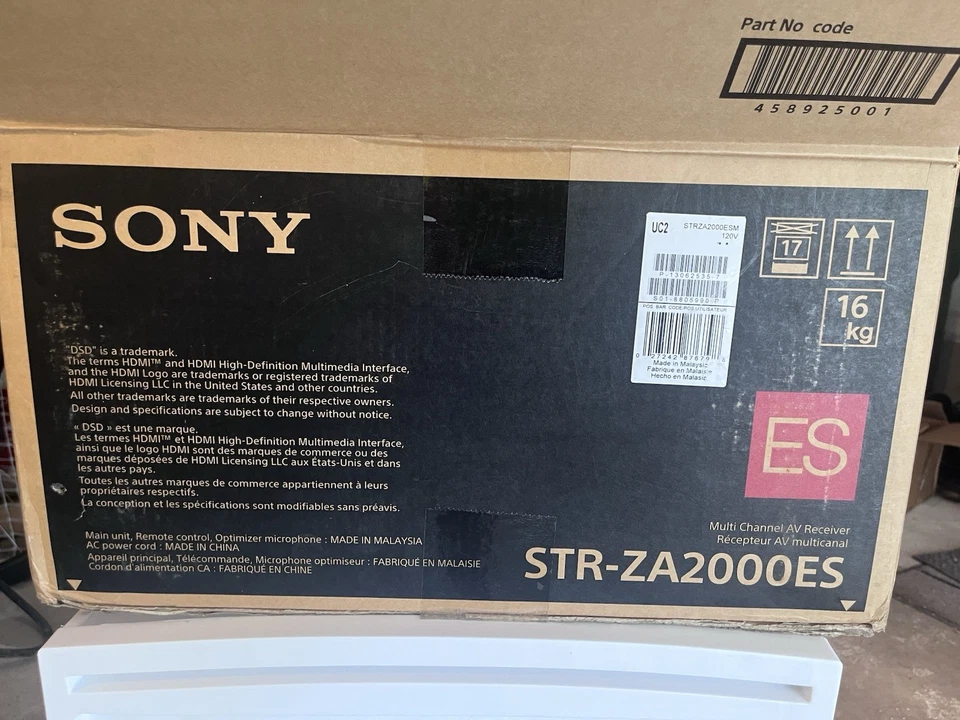 Part No code
458925001
SONY
UC2
STRZA2000ESM
120V
17
16
kg
POS BAR CODE/POS/UTILISATEUR
Made in Malaysia
Fabriqué en Malaisie
Hecho en Malasia
"DSD" is a trademark.
The terms HDMI™ and HDMI High-Definition Multimedia Interface,
and the HDMI Logo are trademarks or registered trademarks of
HDMI Licensing LLC in the United States and other countries.
All other trademarks are trademarks of their respective owners.
Design and specifications are subject to change without notice.
« DSD » est une marque.
Les termes HDMI™ et HDMI High-Definition Multimedia Interface,
ainsi que le logo HDMI sont des marques de commerce ou des
marques déposées de HDMI Licensing LLC aux États-Unis et dans
les autres pays.
Toutes les autres marques de commerce appartiennent à leurs
propriétaires respectifs.
La conception et les spécifications sont modifiables sans préavis.
ES
Main unit, Remote control, Optimizer microphone : MADE IN MALAYSIA
AC power cord : MADE IN CHINA
Appareil principal, Télécommande, Microphone optimiseur : FABRIQUÉ EN MALAISIE
Cordon d'alimentation CA : FABRIQUÉ EN CHINE
Multi Channel AV Receiver
Récepteur AV multicanal
STR-ZA2000ES